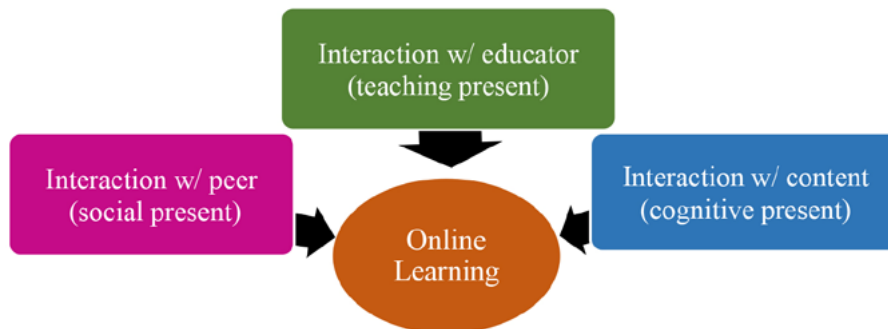 Interaction w/ educator
(teaching present)
Interaction w/ peer
(social present)
Interaction w/ content
(cognitive present)
Online
Learning